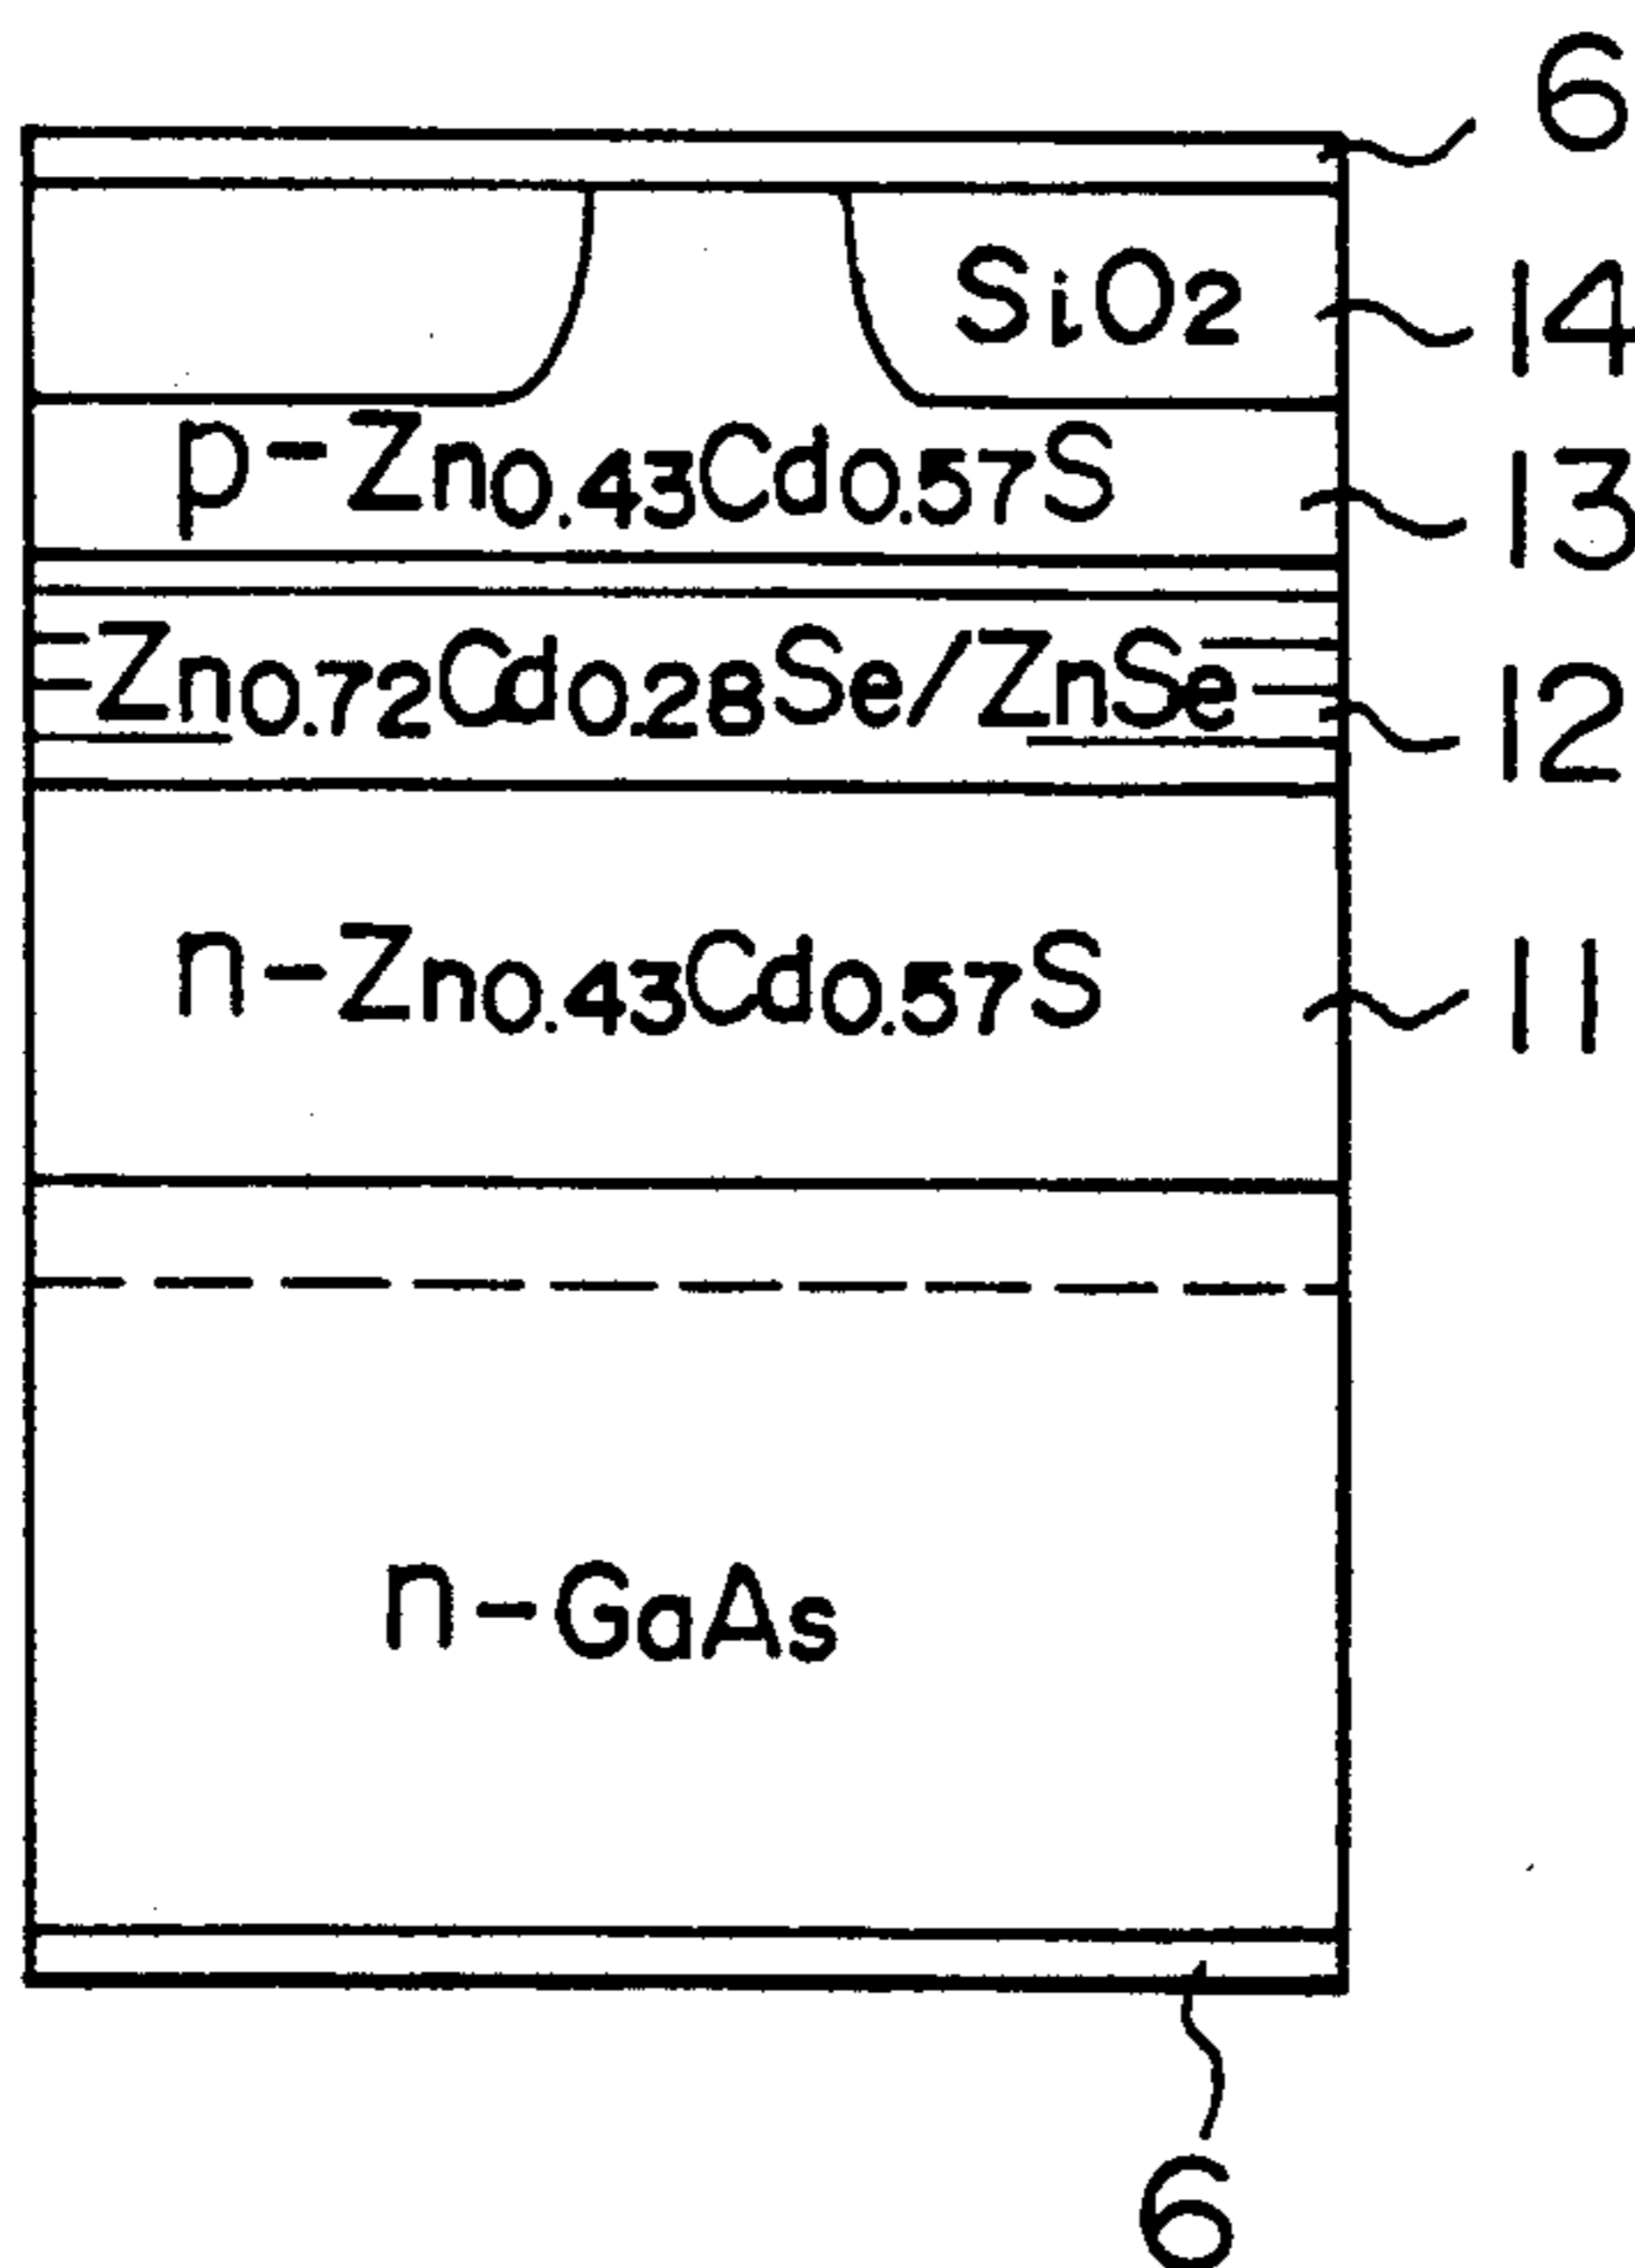 6
SiO2 14
p-Zn0.43Cd0.57S 13
Zn0.72Cd0.28Se/ZnSe 12
n-Zn0.43Cd0.57S 11
n-GaAs
6